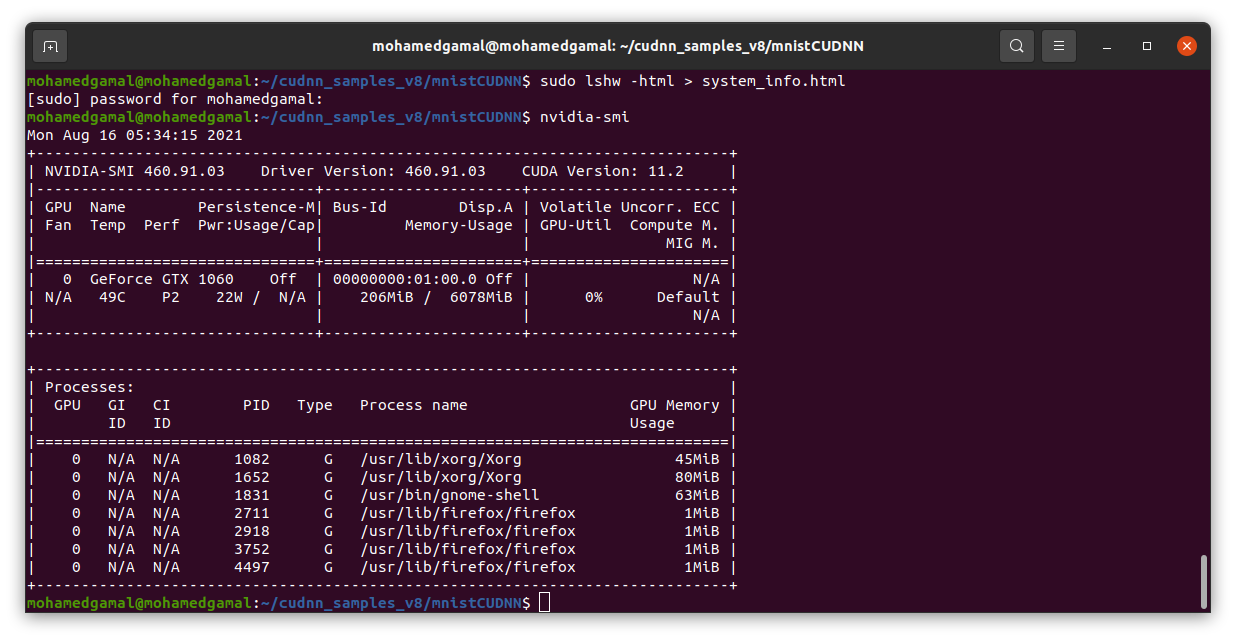 mohamedgamal@mohamedgamal: ~/cudnn_samples_v8/mnistCUDNN
mohamedgamal@mohamedgamal:~/cudnn_samples_v8/mnistCUDNN$ sudo lshw -html > system_info.html
[sudo] password for mohamedgamal:
mohamedgamal@mohamedgamal:~/cudnn_samples_v8/mnistCUDNN$ nvidia-smi
Mon Aug 16 05:34:15 2021
+-----------------------------------------------------------------------------+
| NVIDIA-SMI 460.91.03    Driver Version: 460.91.03    CUDA Version: 11.2     |
|-------------------------------+----------------------+----------------------+
| GPU  Name        Persistence-M| Bus-Id        Disp.A | Volatile Uncorr. ECC |
| Fan  Temp  Perf  Pwr:Usage/Cap|         Memory-Usage | GPU-Util  Compute M. |
|                               |                      |               MIG M. |
|===============================+======================+======================|
|   0  GeForce GTX 1060    Off  | 00000000:01:00.0 Off |                  N/A |
| N/A   49C    P2    22W /  N/A |    206MiB /  6078MiB |      0%      Default |
|                               |                      |                  N/A |
+-------------------------------+----------------------+----------------------+
+-----------------------------------------------------------------------------+
| Processes:                                                                  |
|  GPU   GI   CI        PID   Type   Process name                  GPU Memory |
|        ID   ID                                                   Usage      |
|=============================================================================|
|    0   N/A  N/A      1082      G   /usr/lib/xorg/Xorg                 45MiB |
|    0   N/A  N/A      1652      G   /usr/lib/xorg/Xorg                 80MiB |
|    0   N/A  N/A      1831      G   /usr/bin/gnome-shell               63MiB |
|    0   N/A  N/A      2711      G   /usr/lib/firefox/firefox            1MiB |
|    0   N/A  N/A      2918      G   /usr/lib/firefox/firefox            1MiB |
|    0   N/A  N/A      3752      G   /usr/lib/firefox/firefox            1MiB |
|    0   N/A  N/A      4497      G   /usr/lib/firefox/firefox            1MiB |
+-----------------------------------------------------------------------------+
mohamedgamal@mohamedgamal:~/cudnn_samples_v8/mnistCUDNN$